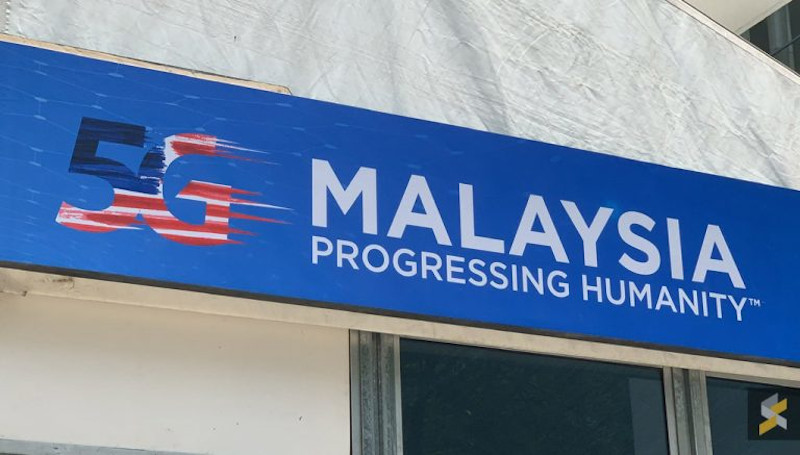 5G MALAYSIA
PROGRESSING HUMANITY™